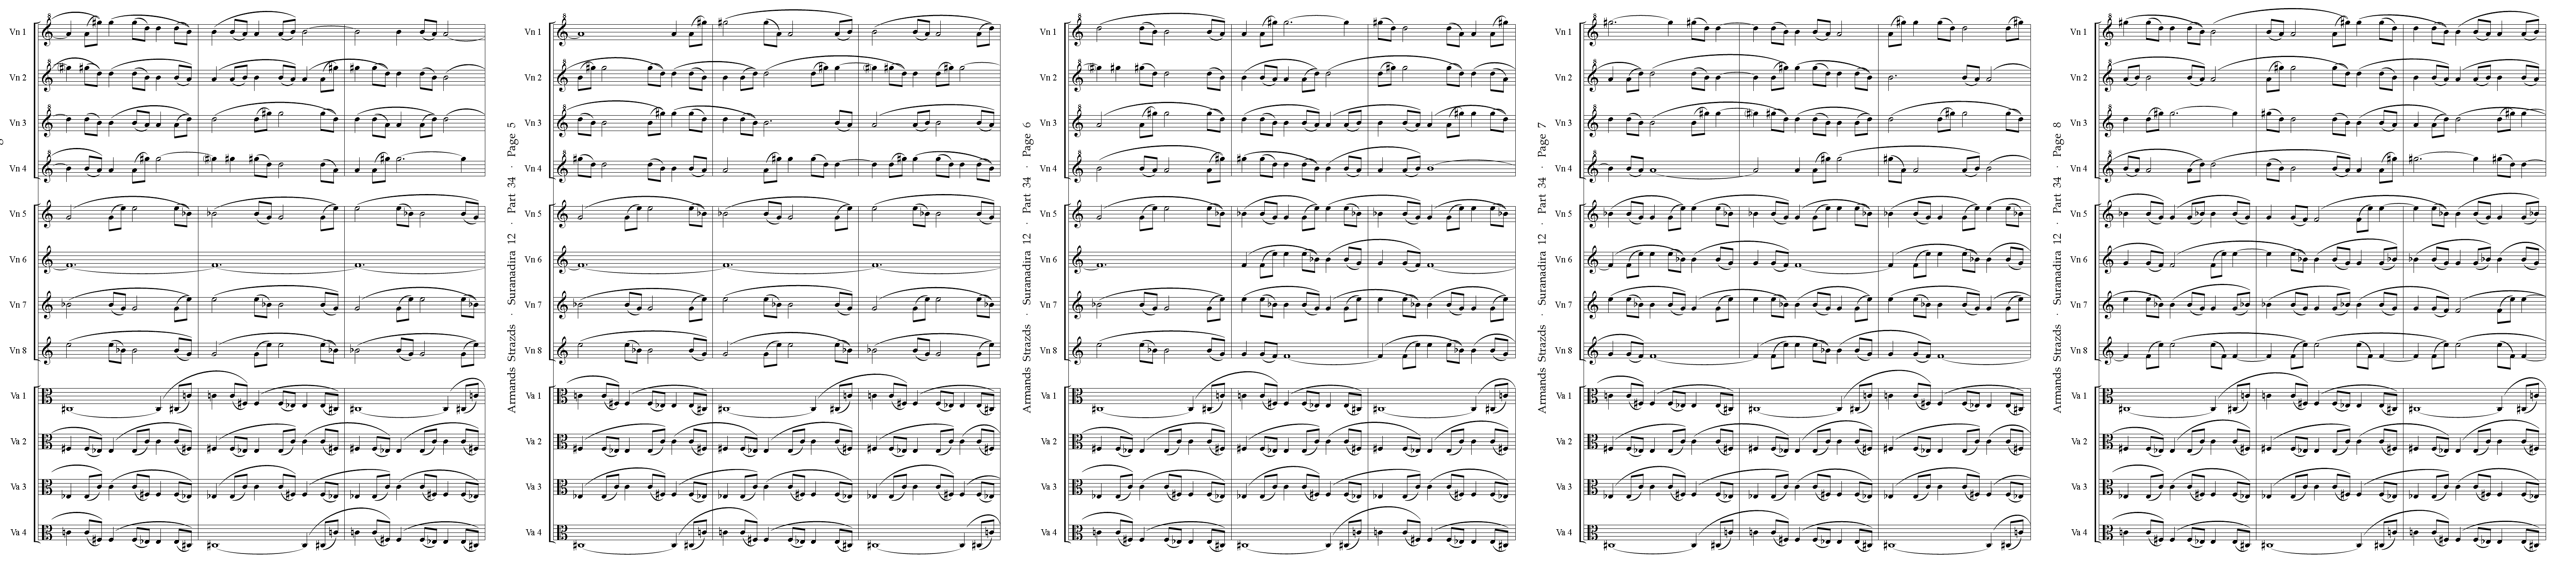 Vn 1
Vn 2
Vn 3
Vn 4
Vn 5
Vn 6
Vn 7
Vn 8
Va 1
Va 2
Va 3
Va 4
Armands Strazds · Suranadira 12 · Part 34 · Page 5
Vn 1
Vn 2
Vn 3
Vn 4
Vn 5
Vn 6
Vn 7
Vn 8
Va 1
Va 2
Va 3
Va 4
Armands Strazds · Suranadira 12 · Part 34 · Page 6
Vn 1
Vn 2
Vn 3
Vn 4
Vn 5
Vn 6
Vn 7
Vn 8
Va 1
Va 2
Va 3
Va 4
Armands Strazds · Suranadira 12 · Part 34 · Page 7
Vn 1
Vn 2
Vn 3
Vn 4
Vn 5
Vn 6
Vn 7
Vn 8
Va 1
Va 2
Va 3
Va 4
Armands Strazds · Suranadira 12 · Part 34 · Page 8
Vn 1
Vn 2
Vn 3
Vn 4
Vn 5
Vn 6
Vn 7
Vn 8
Va 1
Va 2
Va 3
Va 4